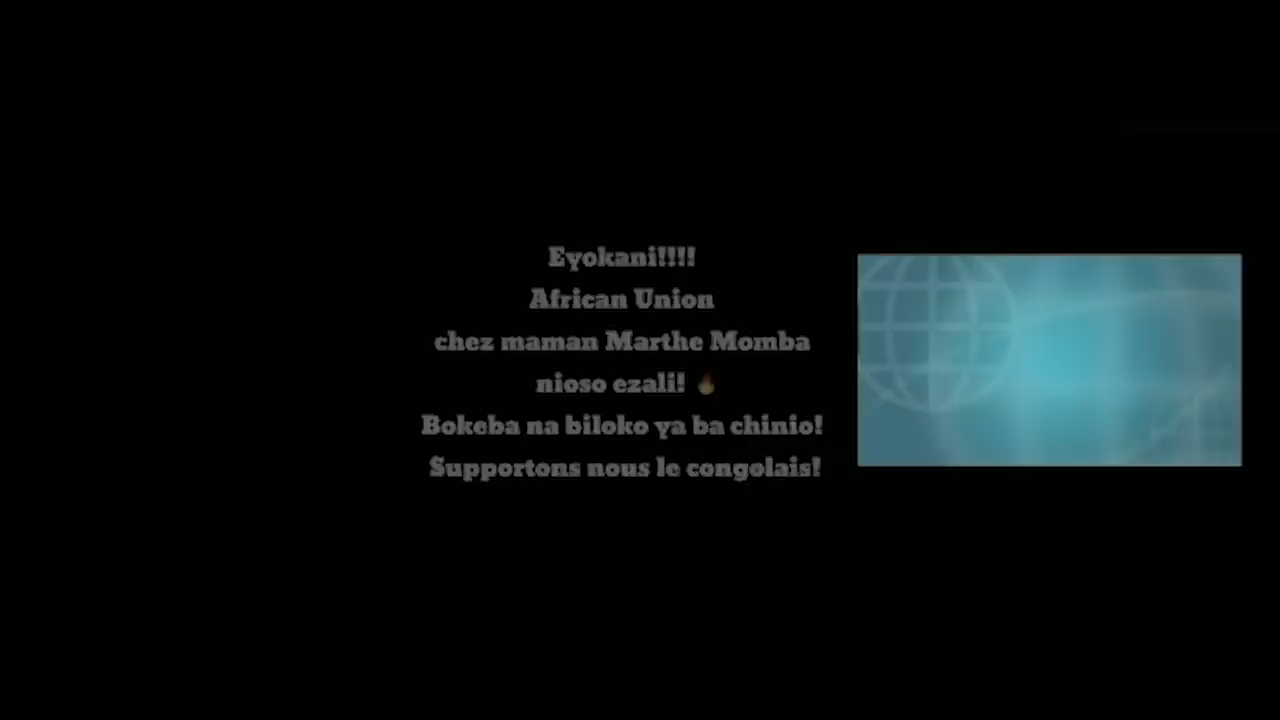 Eyokani!!!!
African Union
chez maman Marthe Momba
nioso ezali! 🔥
Bokeba na biloko ya ba chinio!
Supportons nous le congolais!